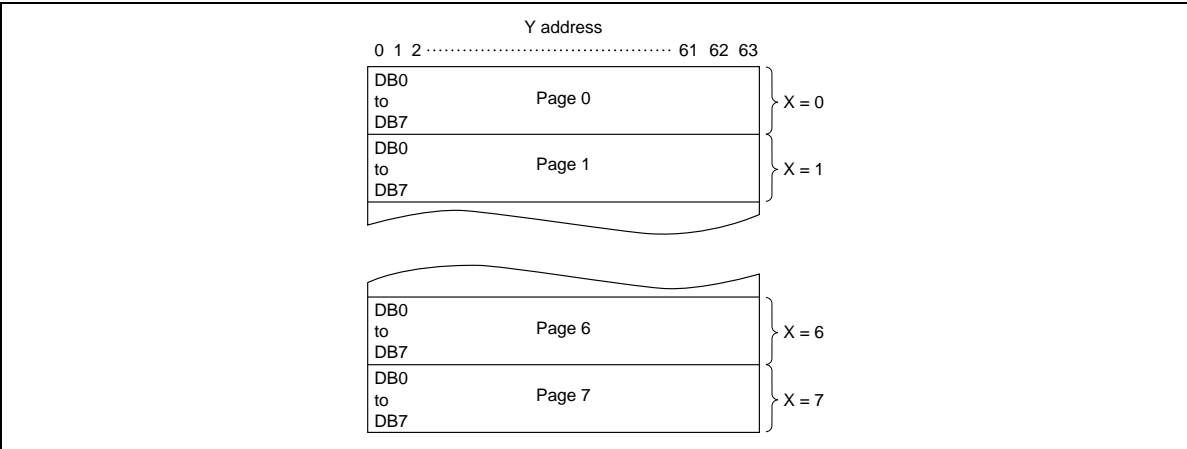 Y address
0 1 2 ········································ 61 62 63
DB0
to
DB7
Page 0
X = 0
DB0
to
DB7
Page 1
X = 1
DB0
to
DB7
Page 6
X = 6
DB0
to
DB7
Page 7
X = 7